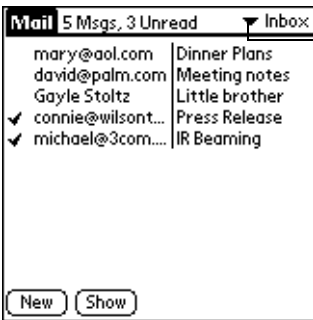 Mail 5 Msgs, 3 Unread Inbox
mary@aol.com Dinner Plans
david@palm.com Meeting notes
Gayle Stoltz Little brother
connie@wilsont... Press Release
michael@3com.... IR Beaming
New Show